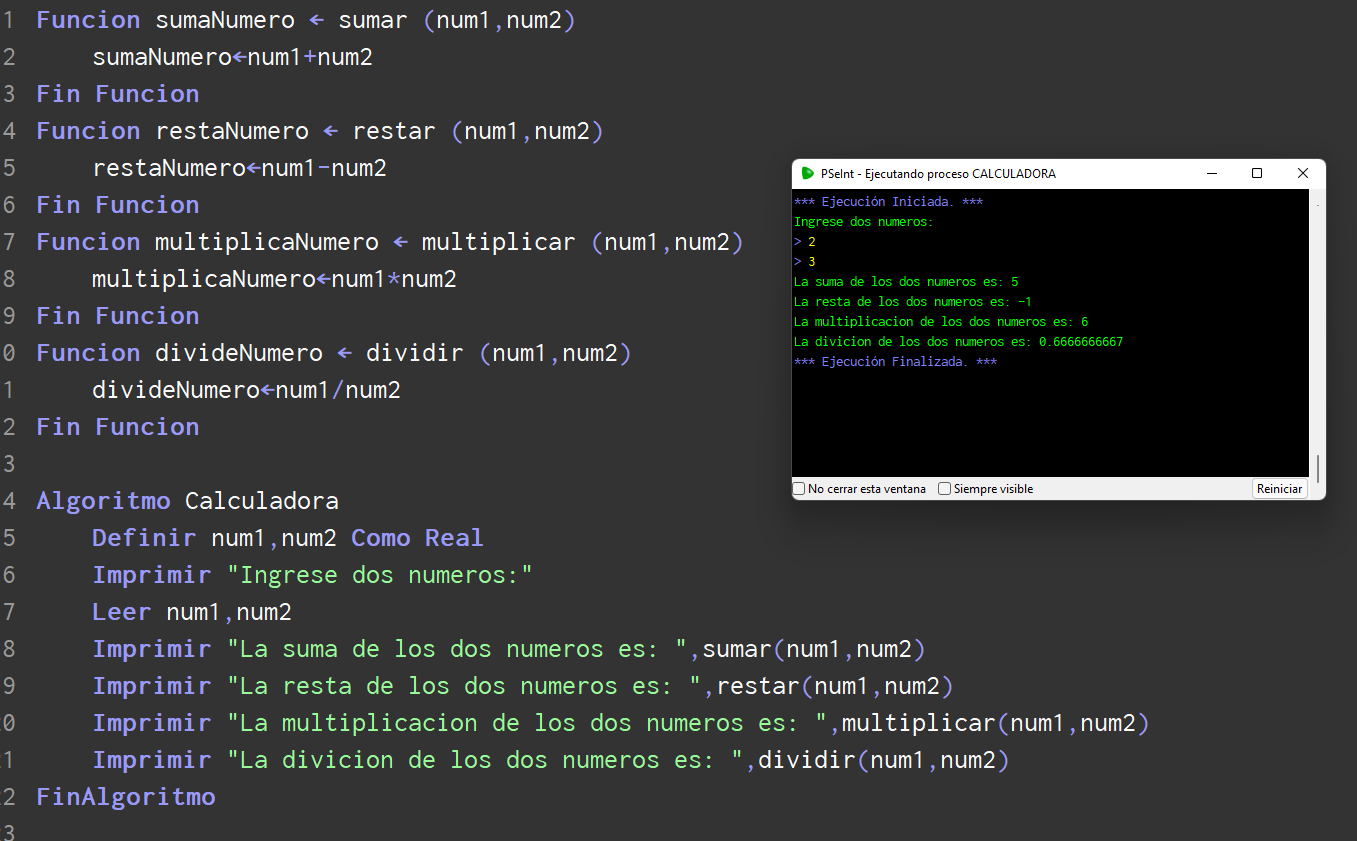 1 Funcion sumaNumero ← sumar (num1,num2)
2 sumaNumero←num1+num2
3 Fin Funcion
4 Funcion restaNumero ← restar (num1,num2)
5 restaNumero←num1-num2
6 Fin Funcion
7 Funcion multiplicaNumero ← multiplicar (num1,num2)
8 multiplicaNumero←num1*num2
9 Fin Funcion
0 Funcion divideNumero ← dividir (num1,num2)
1 divideNumero←num1/num2
2 Fin Funcion
3
4 Algoritmo Calculadora
5 Definir num1,num2 Como Real
6 Imprimir "Ingrese dos numeros:"
7 Leer num1,num2
8 Imprimir "La suma de los dos numeros es: ",sumar(num1,num2)
9 Imprimir "La resta de los dos numeros es: ",restar(num1,num2)
0 Imprimir "La multiplicacion de los dos numeros es: ",multiplicar(num1,num2)
1 Imprimir "La divicion de los dos numeros es: ",dividir(num1,num2)
2 FinAlgoritmo
3
PSeInt - Ejecutando proceso CALCULADORA
*** Ejecución Iniciada. ***
Ingrese dos numeros:
> 2
> 3
La suma de los dos numeros es: 5
La resta de los dos numeros es: -1
La multiplicacion de los dos numeros es: 6
La divicion de los dos numeros es: 0.6666666667
*** Ejecución Finalizada. ***
No cerrar esta ventana Siempre visible Reiniciar